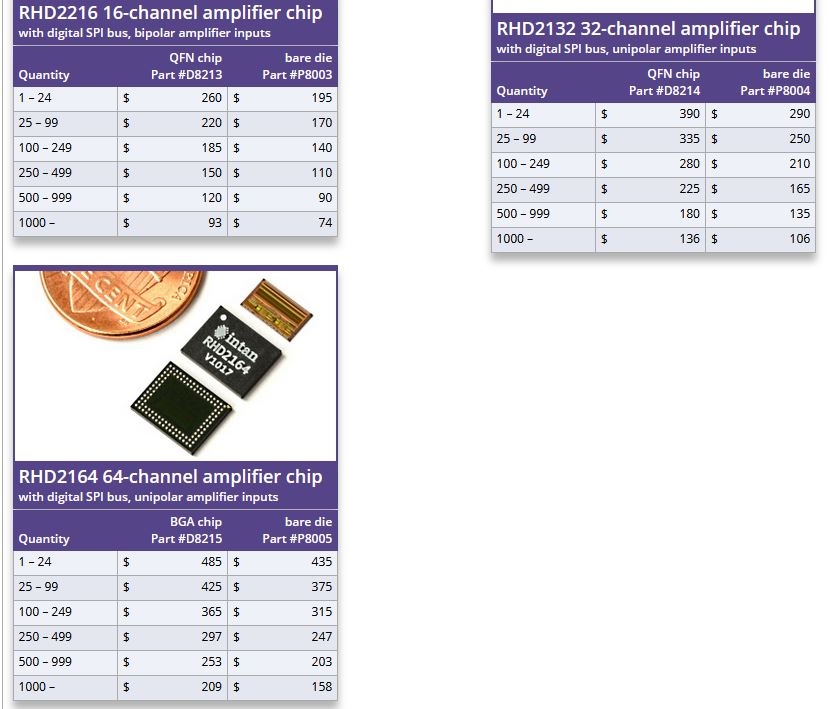 RHD2216 16-channel amplifier chip
with digital SPI bus, bipolar amplifier inputs
QFN chip bare die
Quantity Part #D8213 Part #P8003
1 – 24 $ 260 $ 195
25 – 99 $ 220 $ 170
100 – 249 $ 185 $ 140
250 – 499 $ 150 $ 110
500 – 999 $ 120 $ 90
1000 – $ 93 $ 74
RHD2132 32-channel amplifier chip
with digital SPI bus, unipolar amplifier inputs
QFN chip bare die
Quantity Part #D8214 Part #P8004
1 – 24 $ 390 $ 290
25 – 99 $ 335 $ 250
100 – 249 $ 280 $ 210
250 – 499 $ 225 $ 165
500 – 999 $ 180 $ 135
1000 – $ 136 $ 106
CENT
intan
RHD2164
V1017
RHD2164 64-channel amplifier chip
with digital SPI bus, unipolar amplifier inputs
BGA chip bare die
Quantity Part #D8215 Part #P8005
1 – 24 $ 485 $ 435
25 – 99 $ 425 $ 375
100 – 249 $ 365 $ 315
250 – 499 $ 297 $ 247
500 – 999 $ 253 $ 203
1000 – $ 209 $ 158